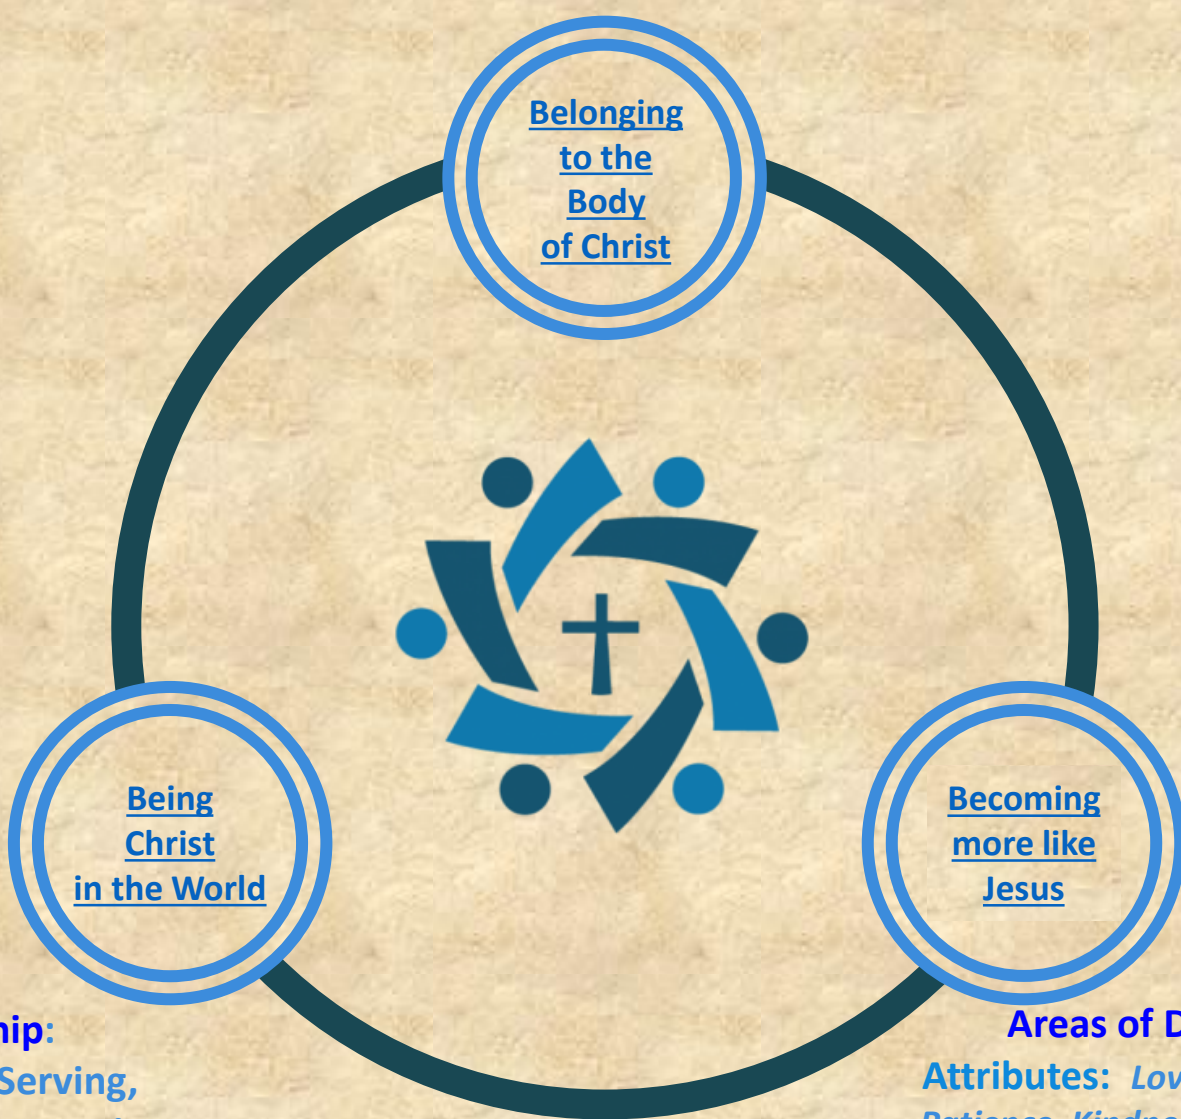 Belonging
to the
Body
of Christ
Being
Christ
in the World
Becoming
more like
Jesus
Serving,
Areas of
Attributes: